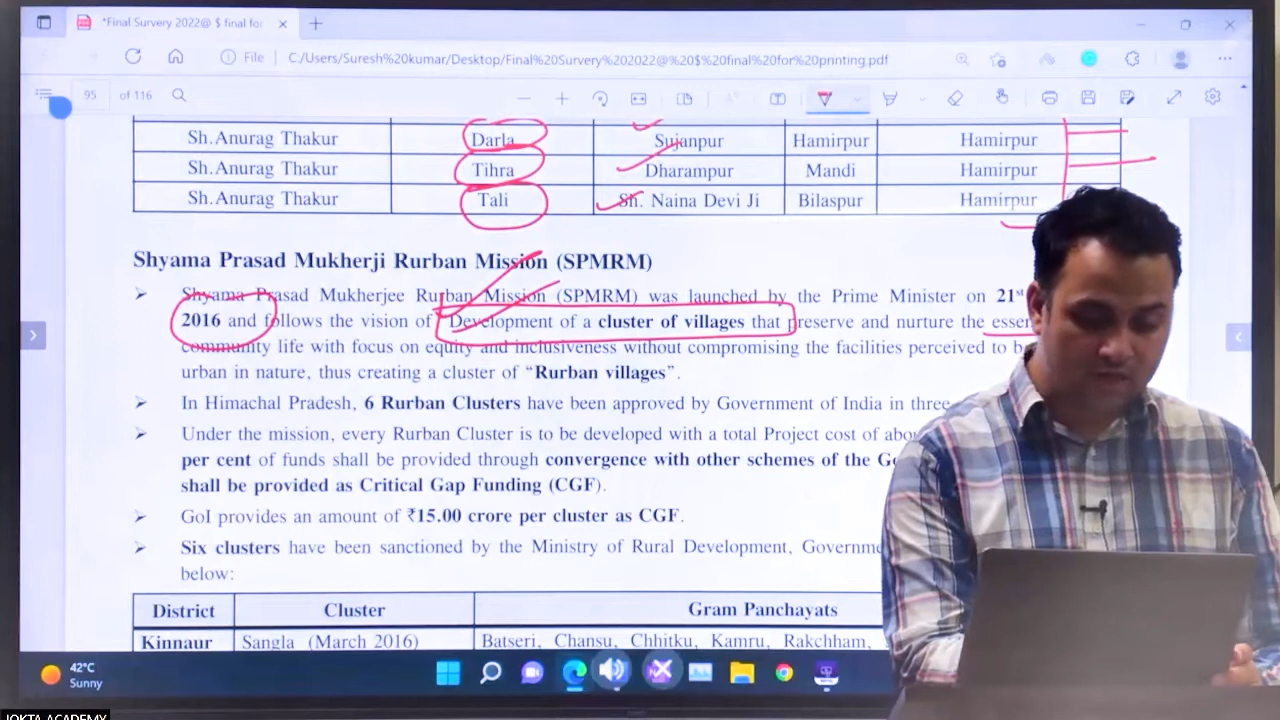 *Final Survery 2022@ $ final for
File
C:/Users/Suresh%20kumar/Desktop/Final%20Survery%202022@%20$%20final%20for%20printing.pdf
95 of 116
Sh.Anurag Thakur Darla Sujanpur Hamirpur Hamirpur
Sh.Anurag Thakur Tihra Dharampur Mandi Hamirpur
Sh.Anurag Thakur Tali Sh. Naina Devi Ji Bilaspur Hamirpur
Shyama Prasad Mukherji Rurban Mission (SPMRM)
Shyama Prasad Mukherjee Rurban Mission (SPMRM) was launched by the Prime Minister on 21st
2016 and follows the vision of "Development of a cluster of villages that preserve and nurture the essen
community life with focus on equity and inclusiveness without compromising the facilities perceived to b
urban in nature, thus creating a cluster of "Rurban villages".
In Himachal Pradesh, 6 Rurban Clusters have been approved by Government of India in three
Under the mission, every Rurban Cluster is to be developed with a total Project cost of abo
per cent of funds shall be provided through convergence with other schemes of the Go
shall be provided as Critical Gap Funding (CGF).
GoI provides an amount of ₹15.00 crore per cluster as CGF.
Six clusters have been sanctioned by the Ministry of Rural Development, Governme
below:
District Cluster Gram Panchayats
Kinnaur Sangla (March 2016) Batseri, Chansu, Chhitku, Kamru, Rakchham,
42°C
Sunny
JOKTA ACADEMY